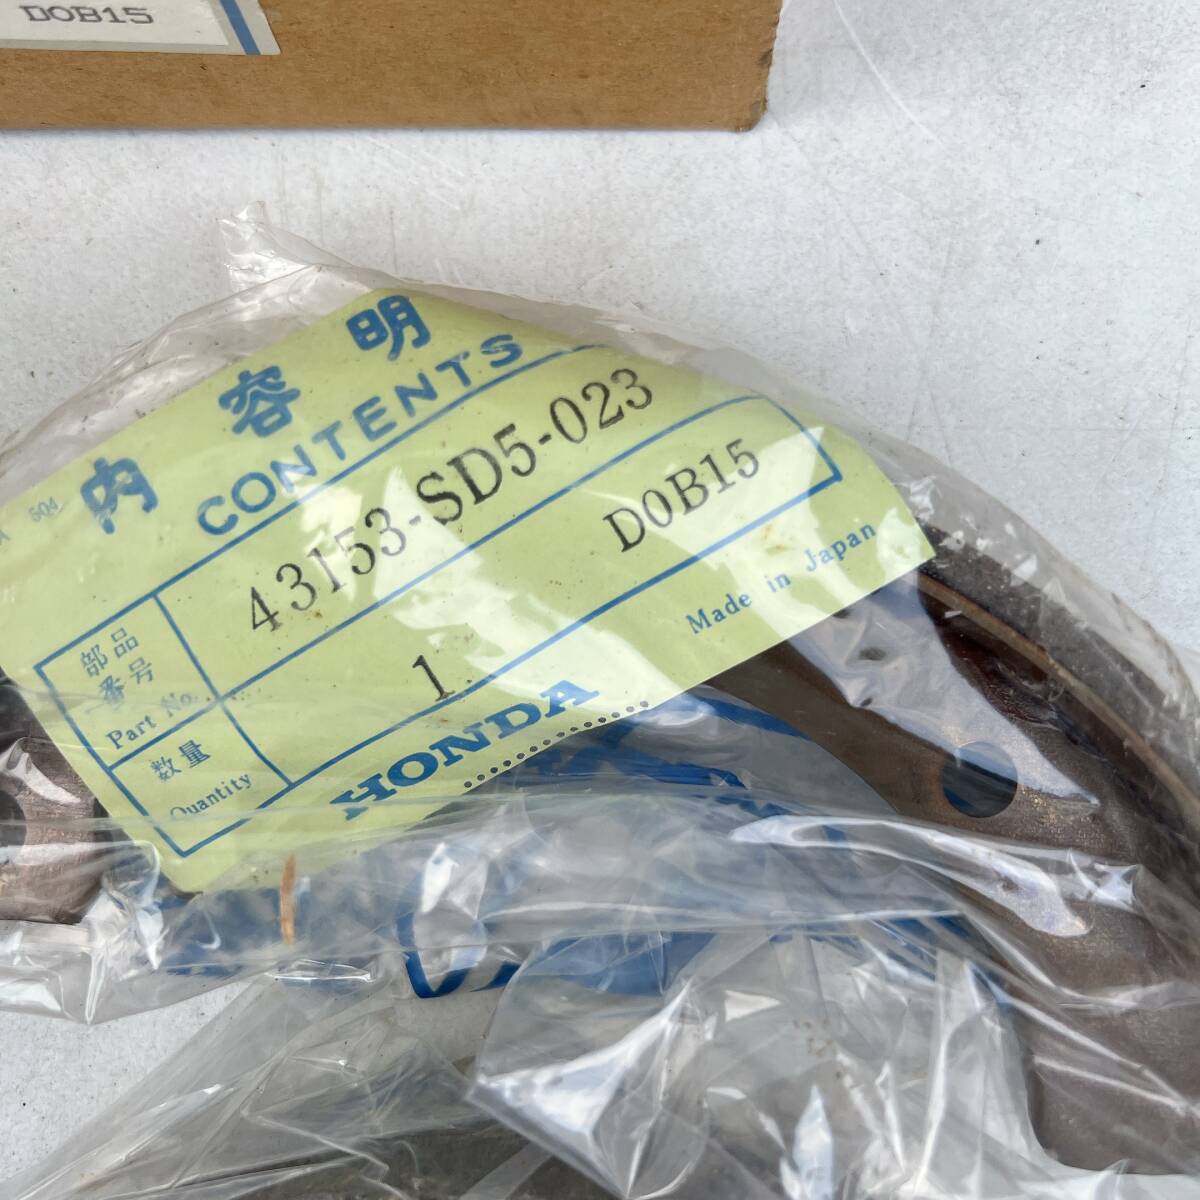 D0B15
504
内容明
CONTENTS
部品番号
Part No.
43153-SD5-023
数量
Quantity
1
D0B15
HONDA
Made in Japan